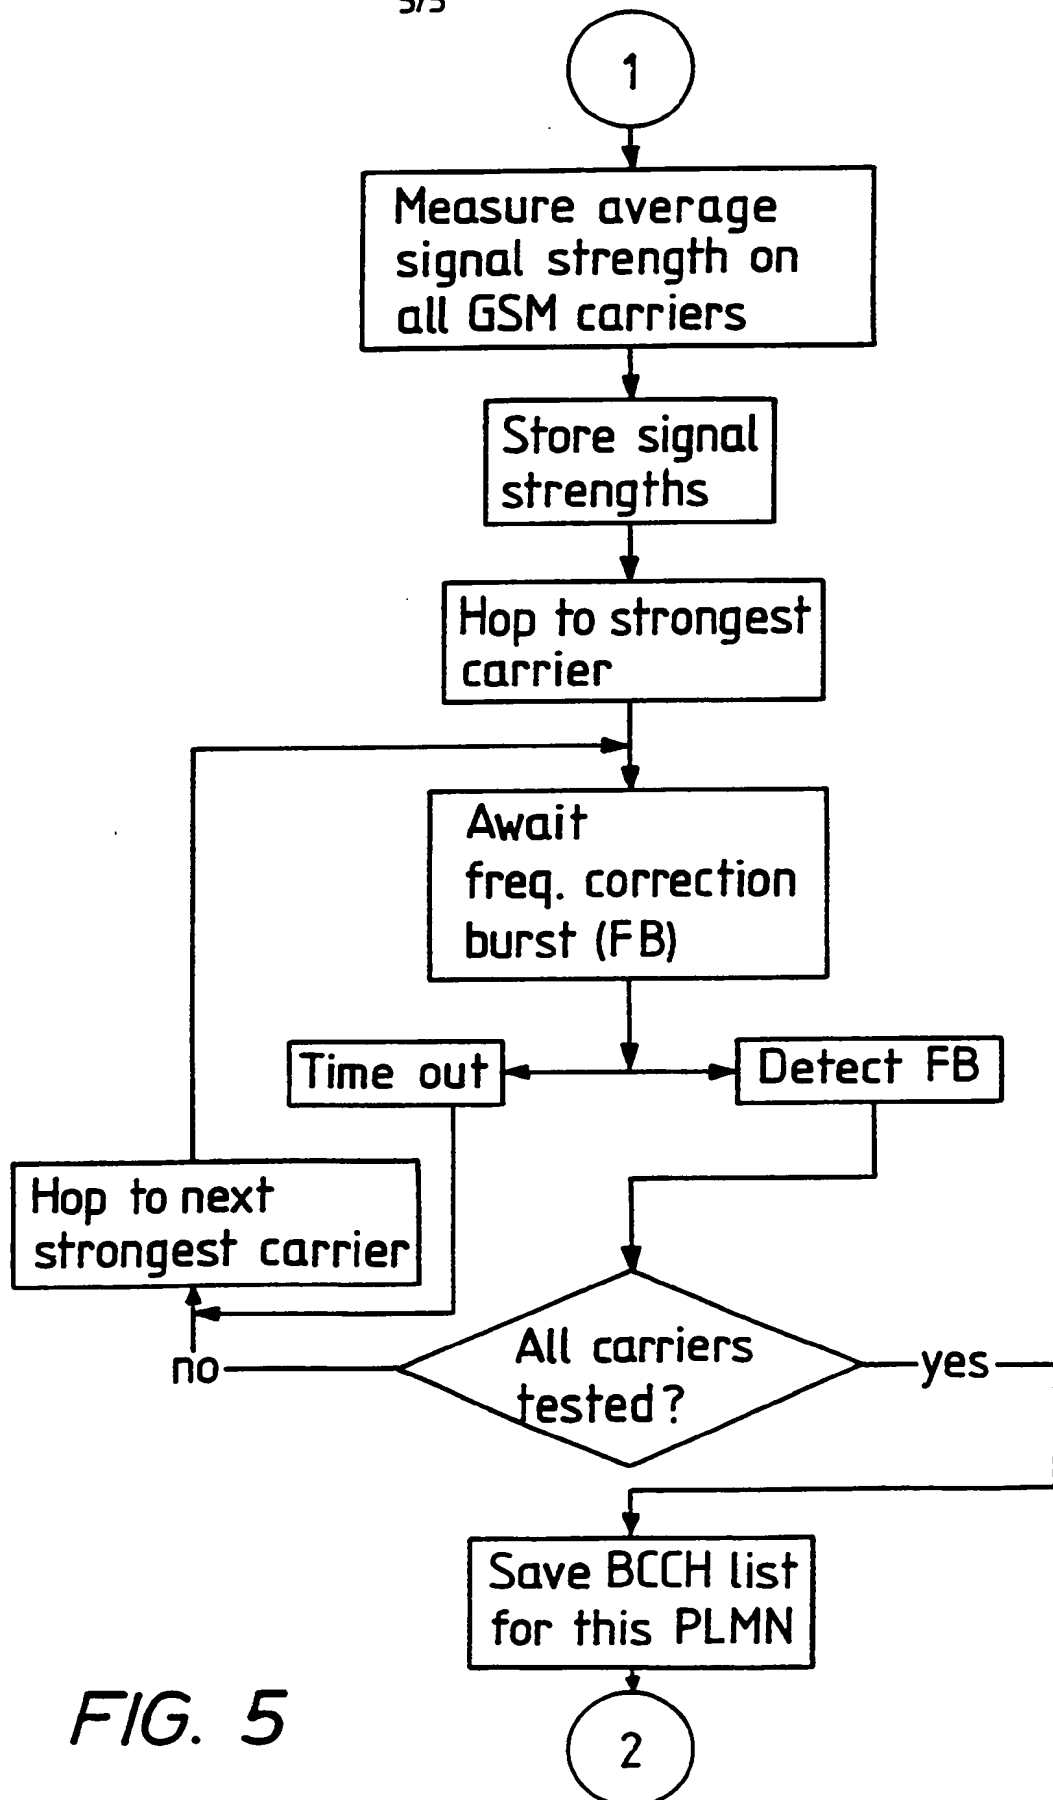 5/5
1
Measure average
signal strength on
all GSM carriers
Store signal
strengths
Hop to strongest
carrier
Await
freq. correction
burst (FB)
Time out
Detect FB
Hop to next
strongest carrier
All carriers
tested?
no
yes
Save BCCH list
for this PLMN
FIG. 5
2